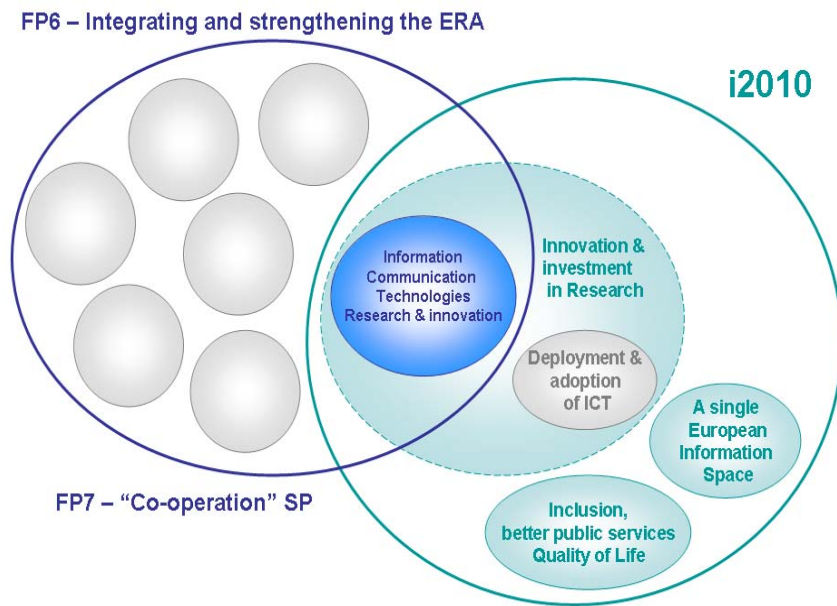 FP6 – Integrating and strengthening the ERA
i2010
Information
Communication
Technologies
Research & innovation
Innovation &
investment
in Research
Deployment &
adoption
of ICT
A single
European
Information
Space
Inclusion,
better public services
Quality of Life
FP7 – “Co-operation” SP